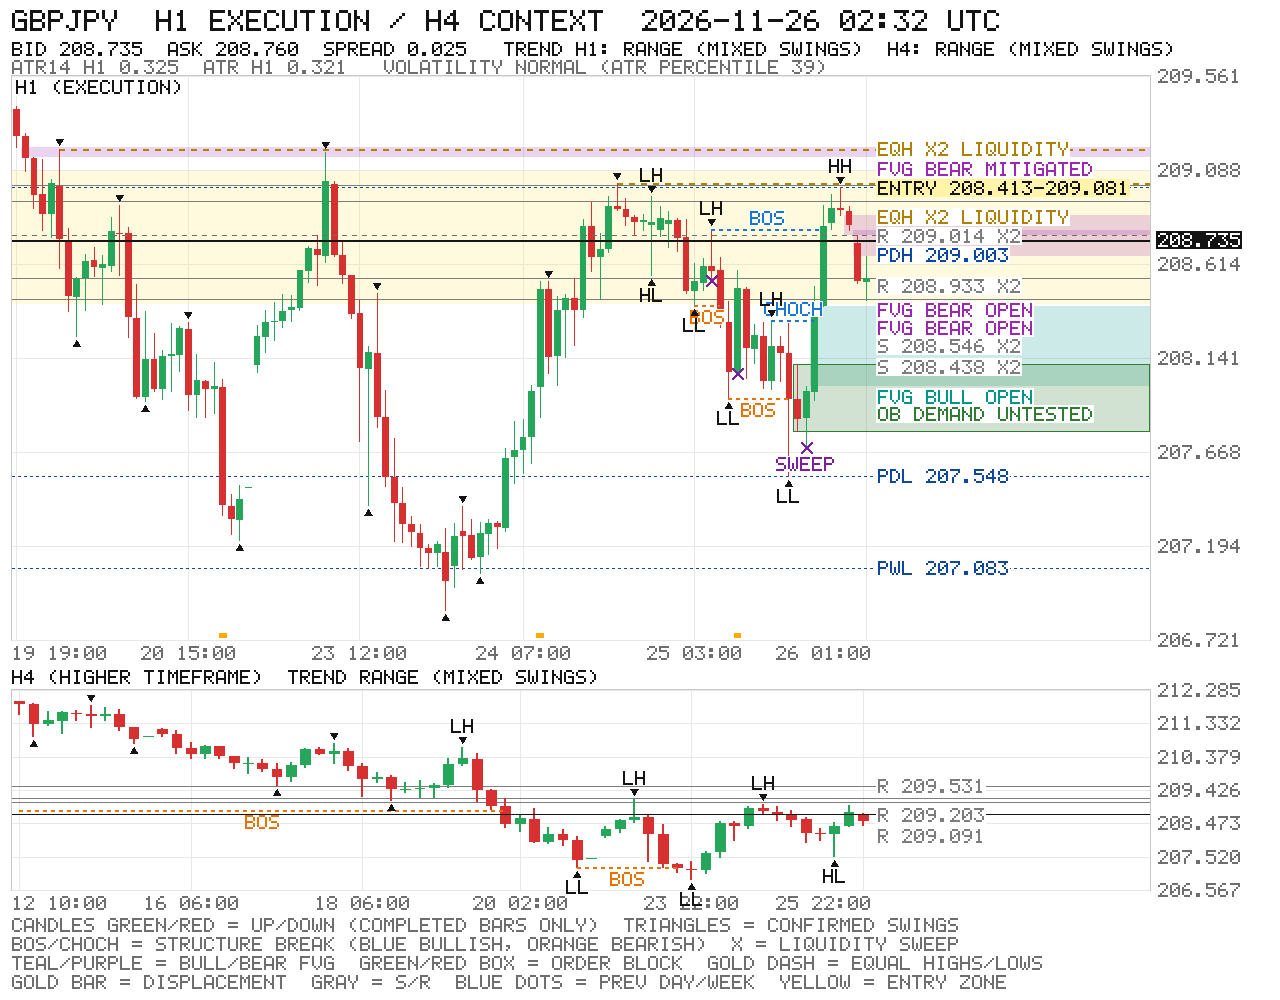 GBPJPY  H1 EXECUTION / H4 CONTEXT  2026-11-26 02:32 UTC
BID 208.735  ASK 208.760  SPREAD 0.025  TREND H1: RANGE (MIXED SWINGS)  H4: RANGE (MIXED SWINGS)
ATR14 H1 0.325  ATR H1 0.321  VOLATILITY NORMAL (ATR PERCENTILE 39)
209.561
H1 (EXECUTION)
EQH X2 LIQUIDITY
HH
FVG BEAR MITIGATED
209.088
LH
ENTRY 208.413-209.081
LH
BOS
EQH X2 LIQUIDITY
R 209.014 X2
208.735
PDH 209.003
208.614
R 208.933 X2
HL
LH
CHOCH
FVG BEAR OPEN
BOS
LL
FVG BEAR OPEN
S 208.546 X2
208.141
S 208.438 X2
FVG BULL OPEN
BOS
LL
OB DEMAND UNTESTED
207.668
SWEEP
PDL 207.548
LL
207.194
PWL 207.083
206.721
19 19:00  20 15:00  23 12:00  24 07:00  25 03:00  26 01:00
H4 (HIGHER TIMEFRAME)  TREND RANGE (MIXED SWINGS)
212.285
LH
211.332
210.379
LH
LH
R 209.531
209.426
BOS
R 209.203
208.473
R 209.091
207.520
LL
BOS
HL
206.567
LL
12 10:00  16 06:00  18 06:00  20 02:00  23 22:00  25 22:00
CANDLES GREEN/RED = UP/DOWN (COMPLETED BARS ONLY)  TRIANGLES = CONFIRMED SWINGS
BOS/CHOCH = STRUCTURE BREAK (BLUE BULLISH, ORANGE BEARISH)  X = LIQUIDITY SWEEP
TEAL/PURPLE = BULL/BEAR FVG  GREEN/RED BOX = ORDER BLOCK  GOLD DASH = EQUAL HIGHS/LOWS
GOLD BAR = DISPLACEMENT  GRAY = S/R  BLUE DOTS = PREV DAY/WEEK  YELLOW = ENTRY ZONE